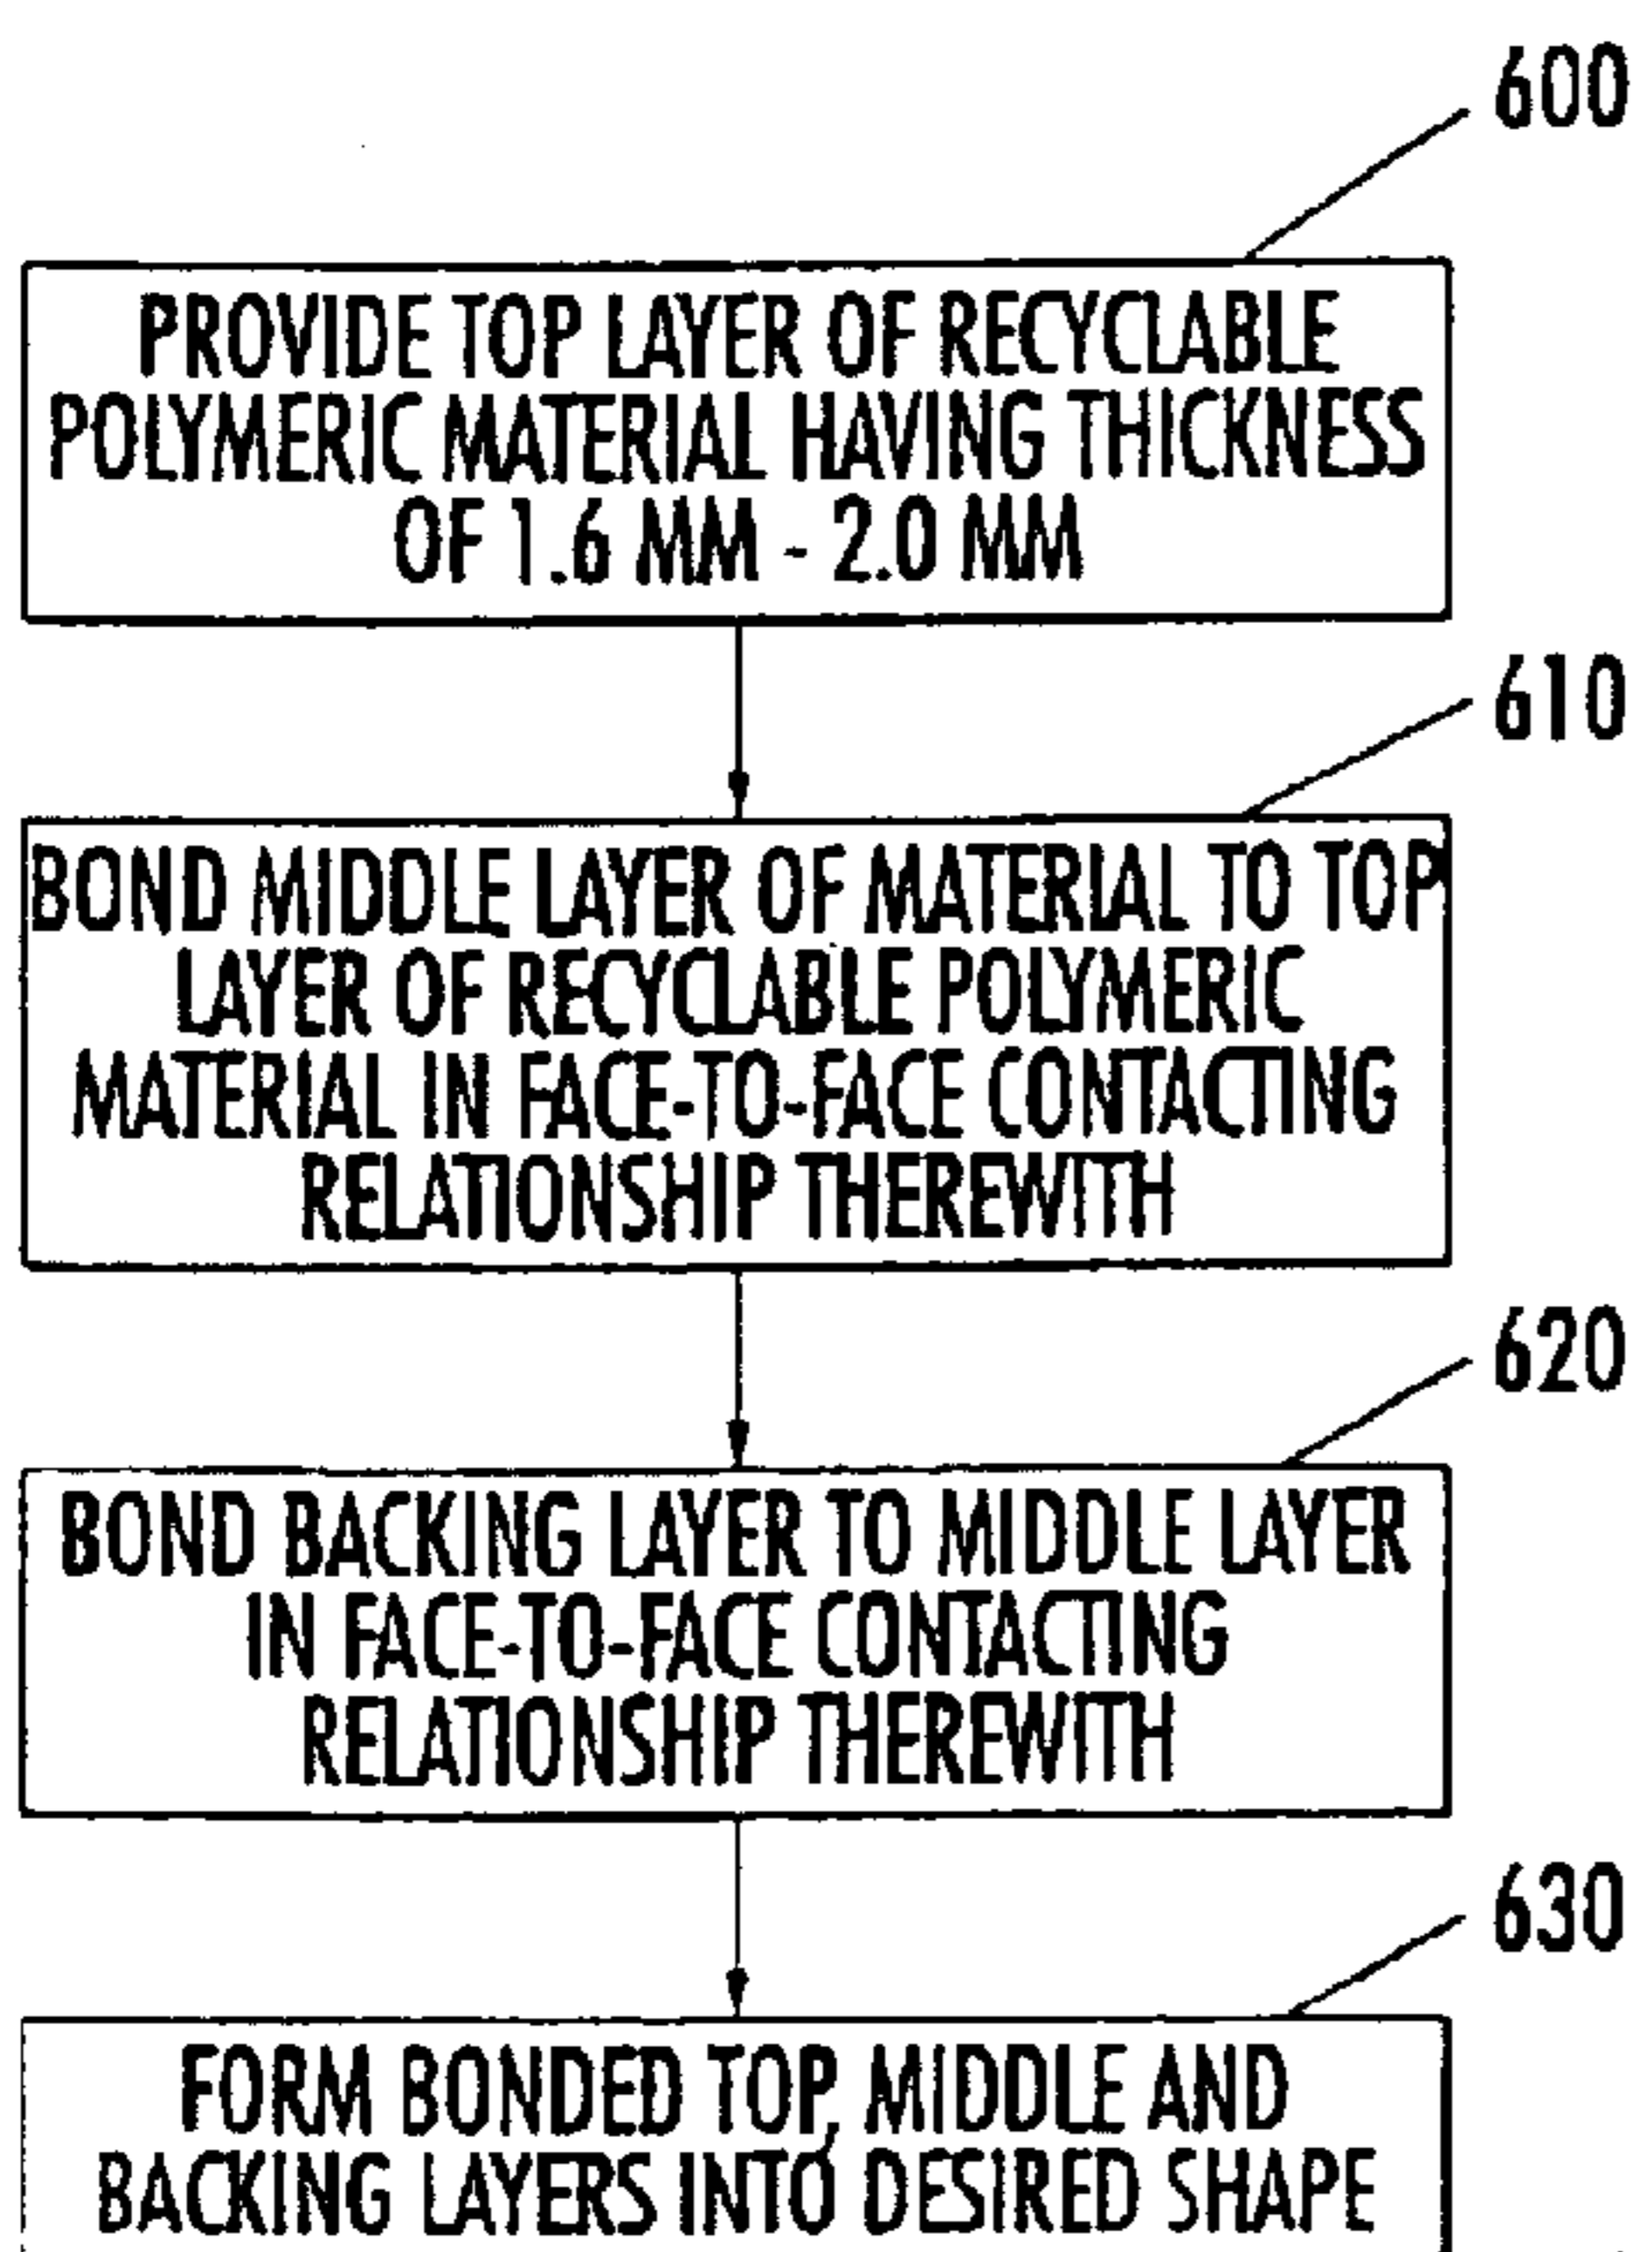 600
PROVIDE TOP LAYER OF RECYCLABLE
POLYMERIC MATERIAL HAVING THICKNESS
OF 1.6 MM - 2.0 MM
610
BOND MIDDLE LAYER OF MATERIAL TO TOP
LAYER OF RECYCLABLE POLYMERIC
MATERIAL IN FACE-TO-FACE CONTACTING
RELATIONSHIP THEREWITH
620
BOND BACKING LAYER TO MIDDLE LAYER
IN FACE-TO-FACE CONTACTING
RELATIONSHIP THEREWITH
630
FORM BONDED TOP, MIDDLE AND
BACKING LAYERS INTO DESIRED SHAPE